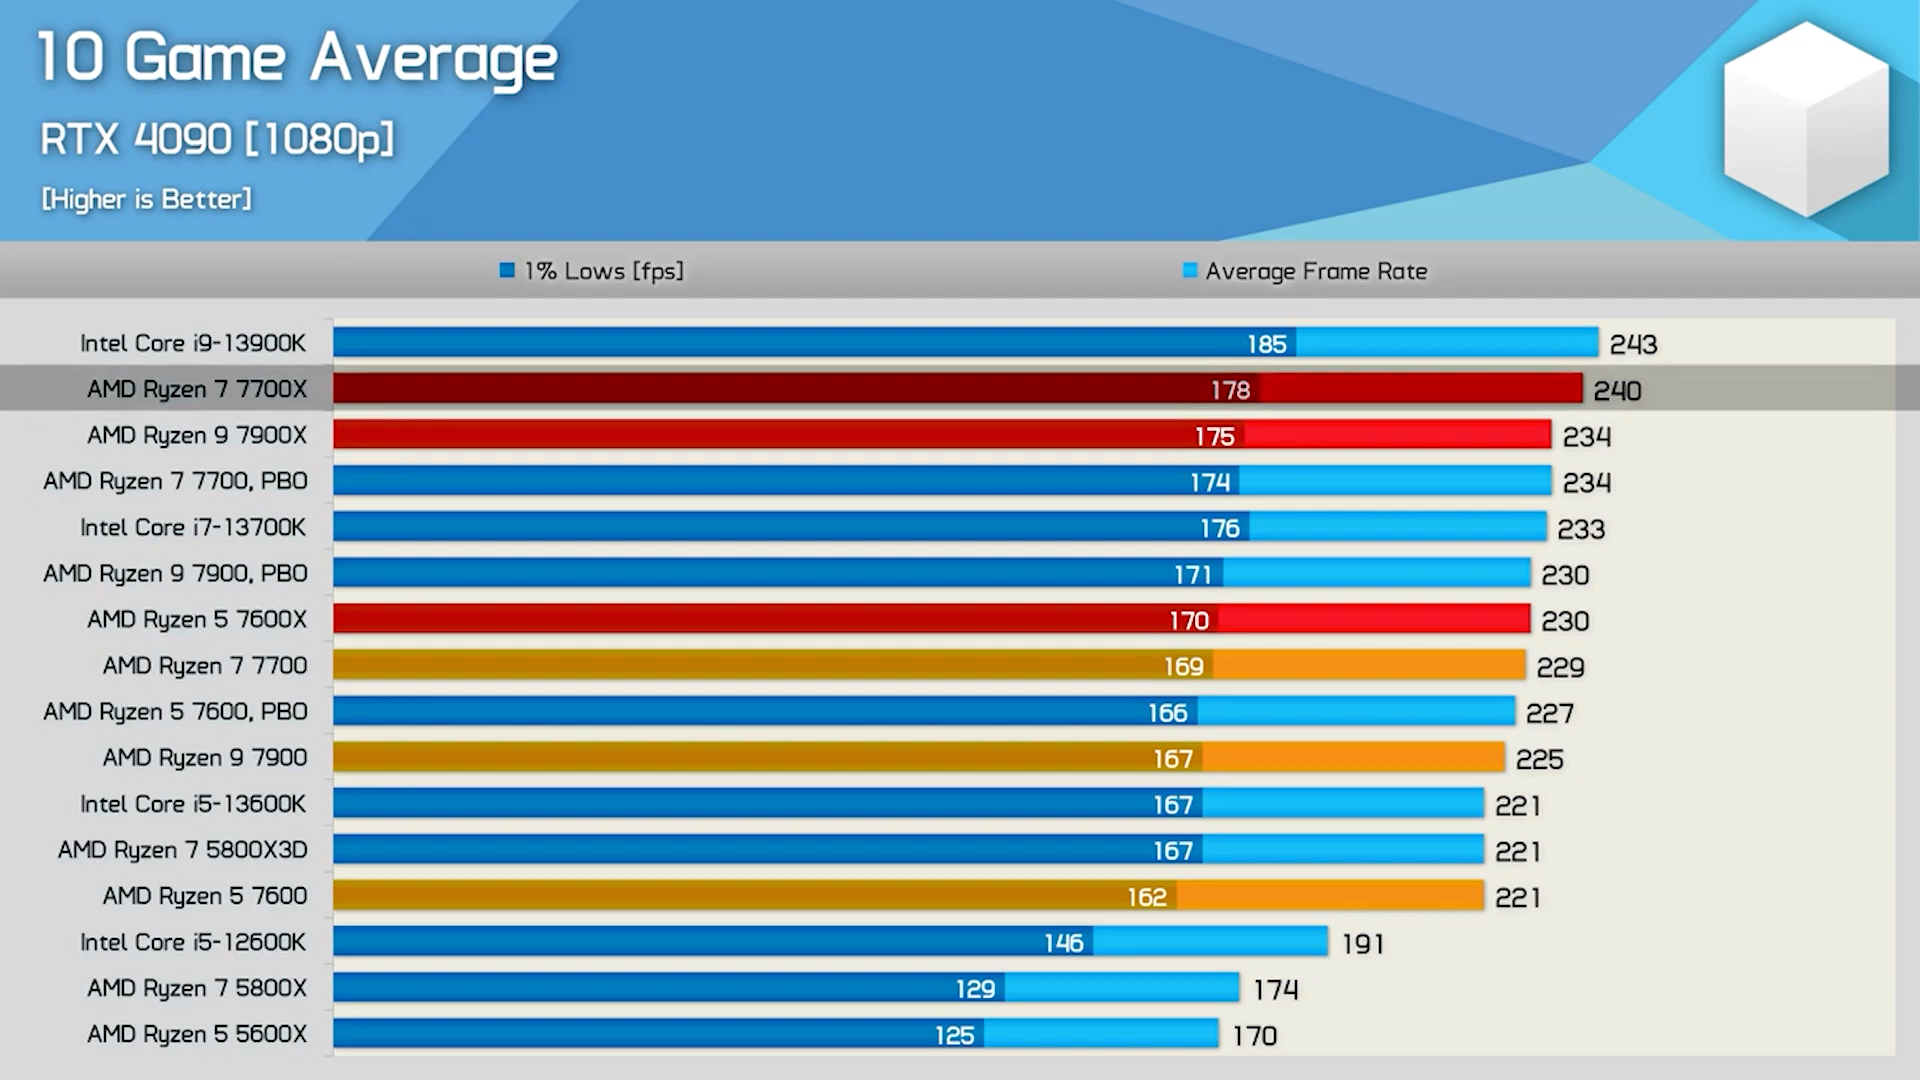 10 Game Average
RTX 4090 [1080p]
[Higher is Better]
1% Lows [fps] Average Frame Rate
Intel Core i9-13900K 185 243
AMD Ryzen 7 7700X 178 240
AMD Ryzen 9 7900X 175 234
AMD Ryzen 7 7700, PBO 174 234
Intel Core i7-13700K 176 233
AMD Ryzen 9 7900, PBO 171 230
AMD Ryzen 5 7600X 170 230
AMD Ryzen 7 7700 169 229
AMD Ryzen 5 7600, PBO 166 227
AMD Ryzen 9 7900 167 225
Intel Core i5-13600K 167 221
AMD Ryzen 7 5800X3D 167 221
AMD Ryzen 5 7600 162 221
Intel Core i5-12600K 146 191
AMD Ryzen 7 5800X 129 174
AMD Ryzen 5 5600X 125 170